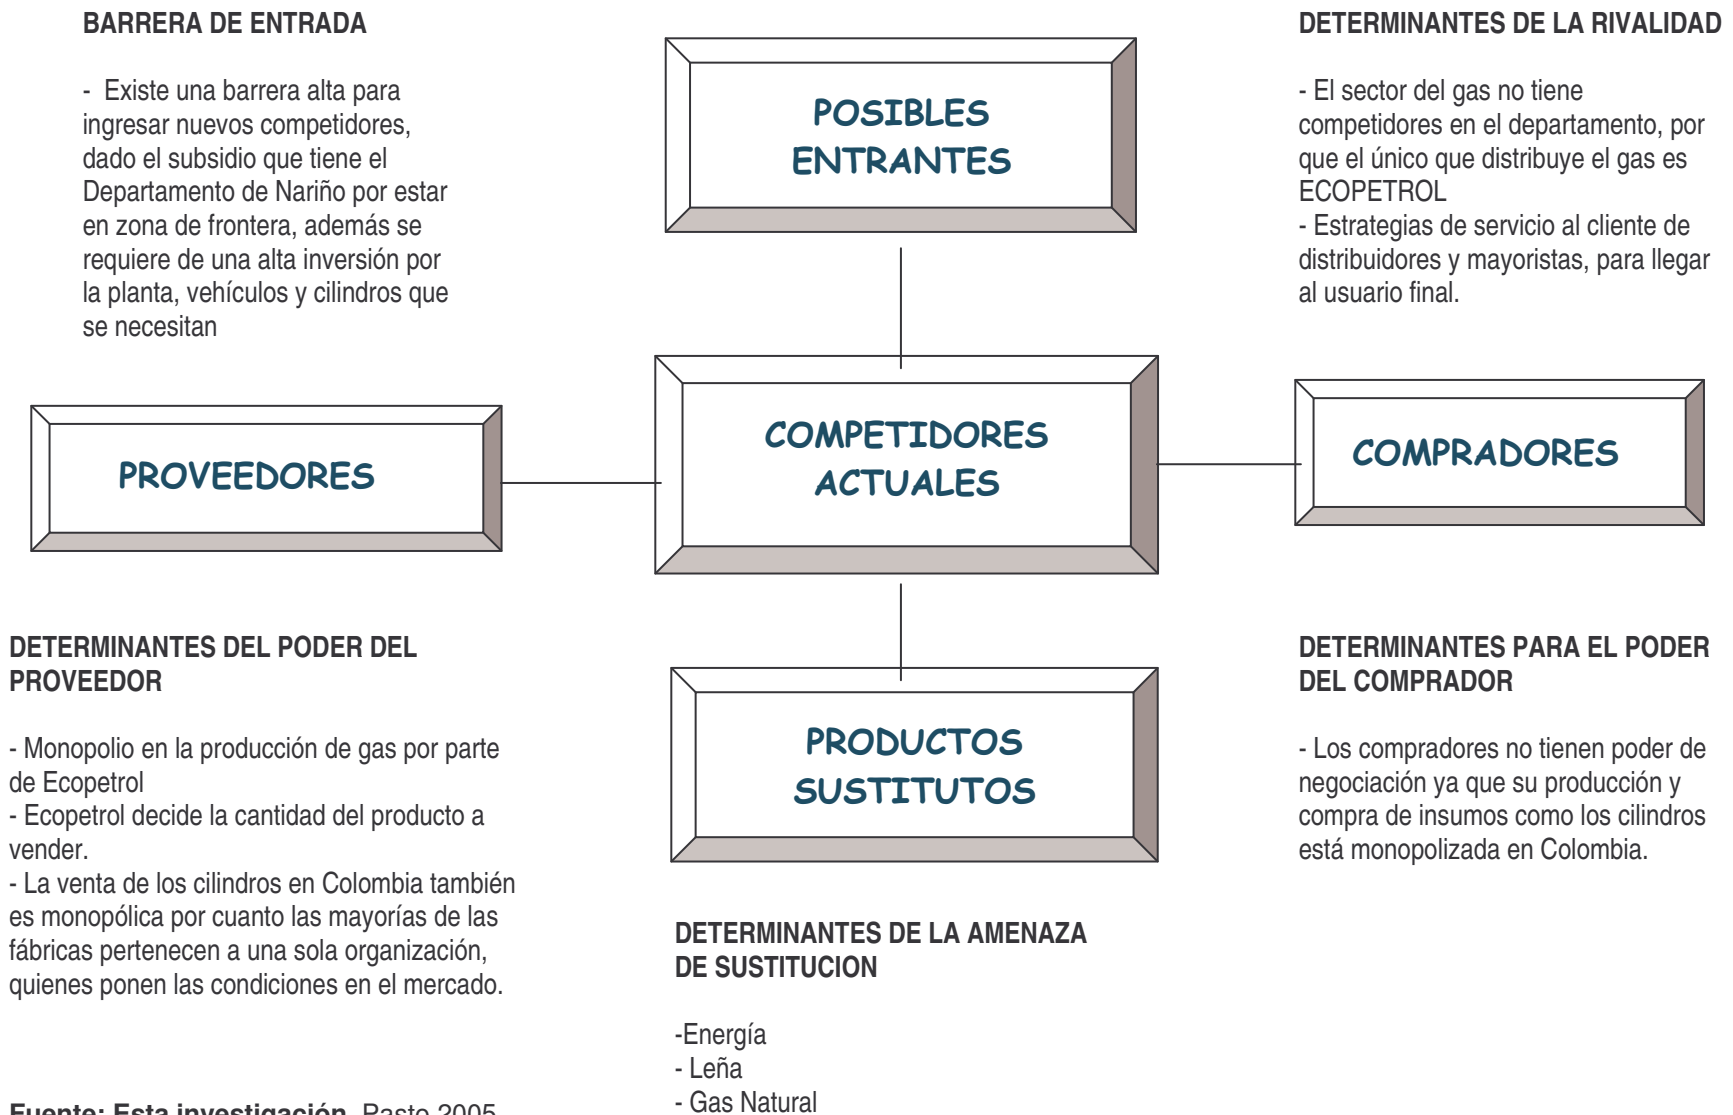 BARRERA DE ENTRADA
- Existe una barrera alta para
ingresar nuevos competidores,
dado el subsidio que tiene el
Departamento de Nariño por estar
en zona de frontera, además se
requiere de una alta inversión por
la planta, vehículos y cilindros que
se necesitan
POSIBLES
ENTRANTES
DETERMINANTES DE LA RIVALIDAD
- El sector del gas no tiene
competidores en el departamento, por
que el único que distribuye el gas es
ECOPETROL
- Estrategias de servicio al cliente de
distribuidores y mayoristas, para llegar
al usuario final.
PROVEEDORES
COMPETIDORES
ACTUALES
COMPRADORES
DETERMINANTES DEL PODER DEL
PROVEEDOR
- Monopolio en la producción de gas por parte
de Ecopetrol
- Ecopetrol decide la cantidad del producto a
vender.
- La venta de los cilindros en Colombia también
es monopólica por cuanto las mayorías de las
fábricas pertenecen a una sola organización,
quienes ponen las condiciones en el mercado.
PRODUCTOS
SUSTITUTOS
DETERMINANTES PARA EL PODER
DEL COMPRADOR
- Los compradores no tienen poder de
negociación ya que su producción y
compra de insumos como los cilindros
está monopolizada en Colombia.
DETERMINANTES DE LA AMENAZA
DE SUSTITUCION
-Energía
- Leña
- Gas Natural
Fuente: Esta investigación. Pasto 2005